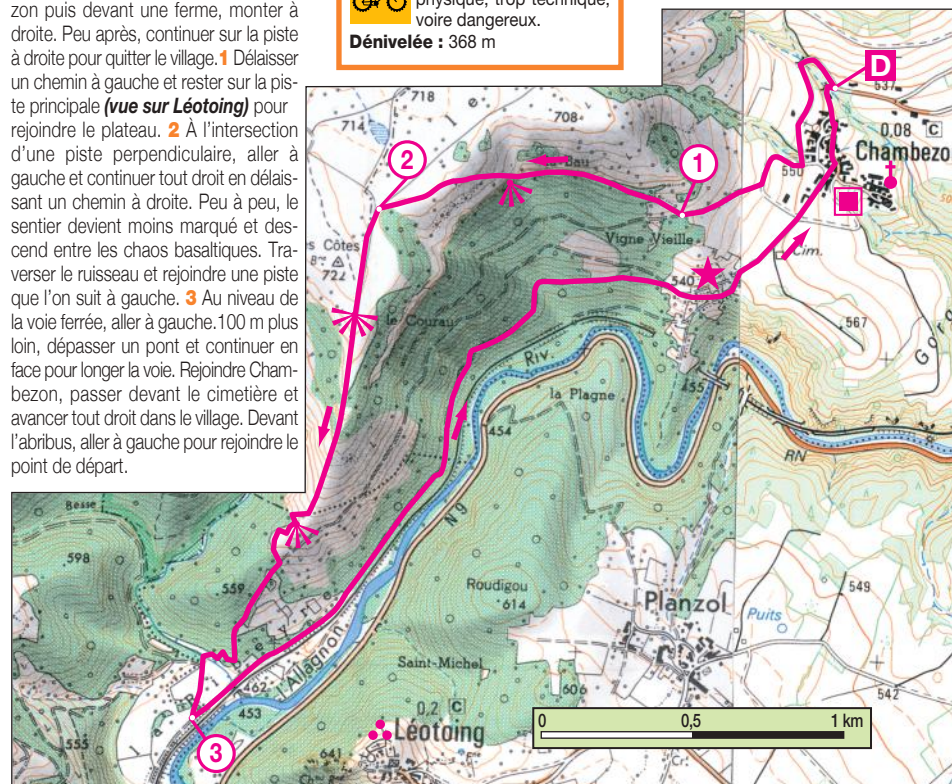 zon puis devant une ferme, monter à
droite. Peu après, continuer sur la piste
à droite pour quitter le village. 1 Délaisser
un chemin à gauche et rester sur la pis-
te principale (vue sur Léotoing) pour
rejoindre le plateau. 2 À l'intersection
d'une piste perpendiculaire, aller à
gauche et continuer tout droit en délais-
sant un chemin à droite. Peu à peu, le
sentier devient moins marqué et des-
cend entre les chaos basaltiques. Tra-
verser le ruisseau et rejoindre une piste
que l'on suit à gauche. 3 Au niveau de
la voie ferrée, aller à gauche.100 m plus
loin, dépasser un pont et continuer en
face pour longer la voie. Rejoindre Cham-
bezon, passer devant le cimetière et
avancer tout droit dans le village. Devant
l'abribus, aller à gauche pour rejoindre le
point de départ.
physique, trop technique,
voire dangereux.
Dénivelée : 368 m
D
537
718
714
708
0,08 C
Chambezo
2
1
Bau
550
Vigne Vieille
Cim.
s Côtes
722
540
567
le Courau
Riv.
la Plagne
455
454
RN
N 9
Besse
598
559
Roudigou
614
Planzol
Puits
549
l'Allagnon
Saint-Michel
462
453
606
542
0,2 C
Léotoing
3
555
641
Cr.
0
0,5
1 km